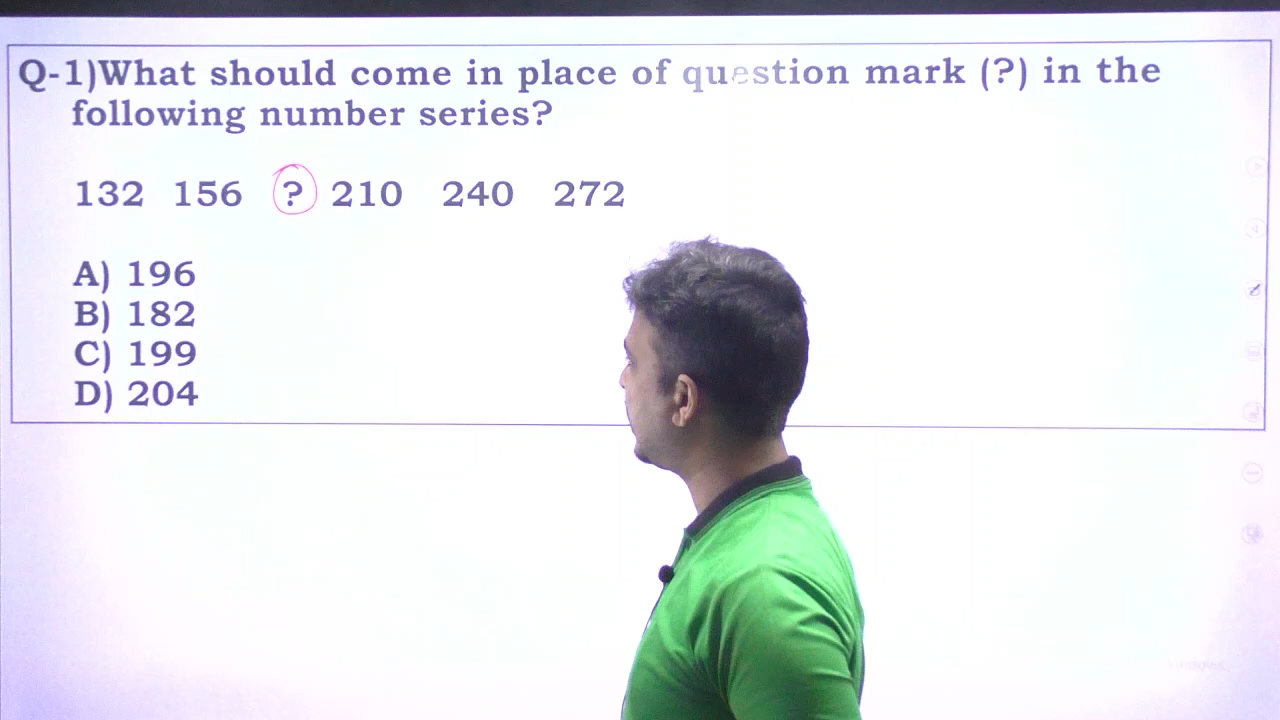 Q-1)What should come in place of question mark (?) in the
following number series?
132 156 ? 210 240 272
A) 196
B) 182
C) 199
D) 204